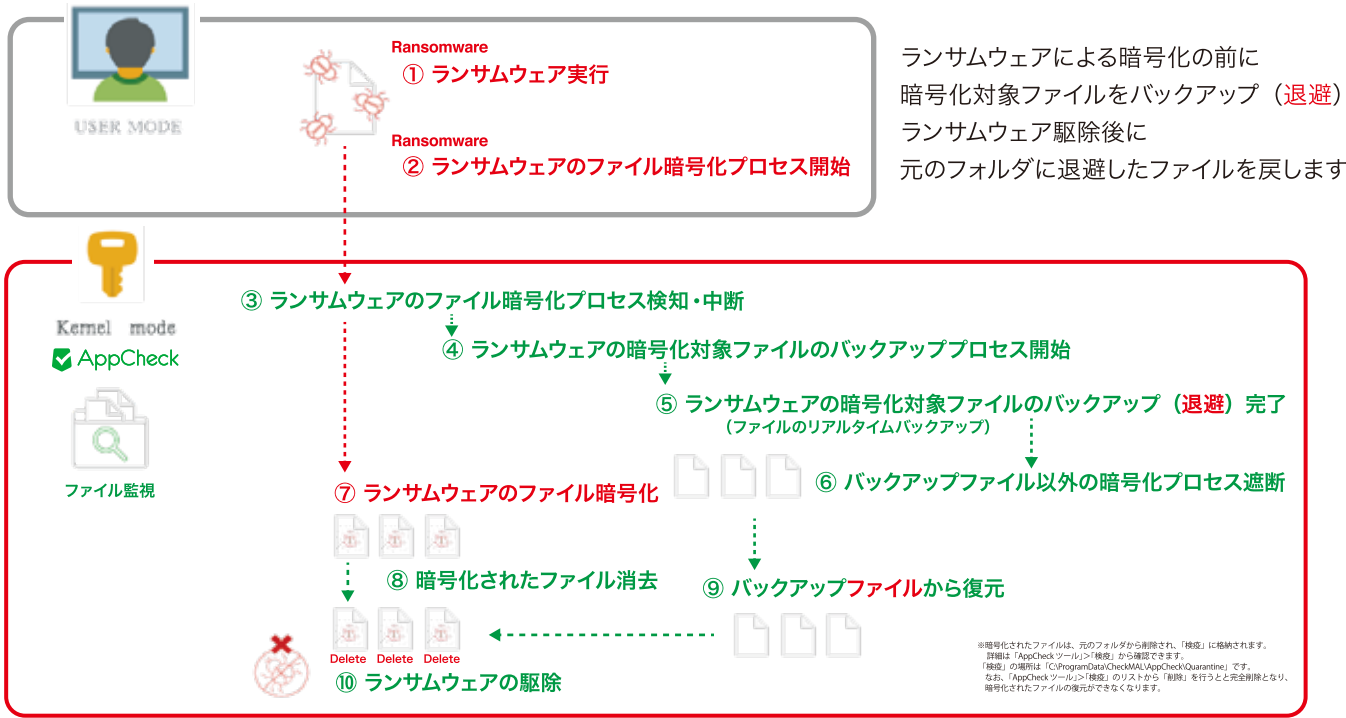 Ransomware
① ランサムウェア実行
Ransomware
② ランサムウェアのファイル暗号化プロセス開始
USER MODE
ランサムウェアによる暗号化の前に
暗号化対象ファイルをバックアップ（退避）
ランサムウェア駆除後に
元のフォルダに退避したファイルを戻します
Kernel mode
AppCheck
ファイル監視
③ ランサムウェアのファイル暗号化プロセス検知・中断
④ ランサムウェアの暗号化対象ファイルのバックアッププロセス開始
⑤ ランサムウェアの暗号化対象ファイルのバックアップ（退避）完了
（ファイルのリアルタイムバックアップ）
⑥ バックアップファイル以外の暗号化プロセス遮断
⑦ ランサムウェアのファイル暗号化
⑧ 暗号化されたファイル消去
⑨ バックアップファイルから復元
Delete Delete Delete
⑩ ランサムウェアの駆除
※暗号化されたファイルは、元のフォルダから削除され、「検疫」に格納されます。
詳細は「AppCheck ツール」＞「検疫」から確認できます。
「検疫」の場所は「C:\ProgramData\CheckMAL\AppCheck\Quarantine」です。
なお、「AppCheck ツール」＞「検疫」のリストから「削除」を行うとと完全削除となり、
暗号化されたファイルの復元ができなくなります。